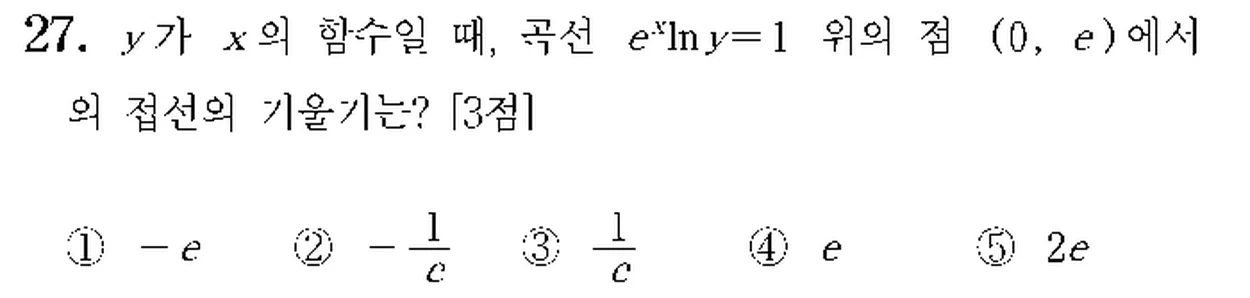 27. y가 x의 함수일 때, 곡선 eˣln y=1 위의 점 (0, e)에서
의 접선의 기울기는? [3점]
① -e ② -1/e ③ 1/e ④ e ⑤ 2e